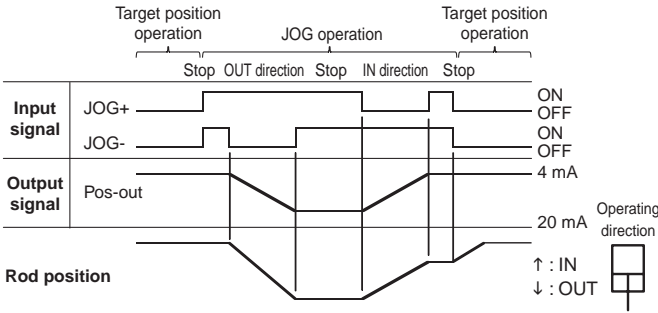 Target position
operation
JOG operation
Target position
operation
Stop OUT direction Stop IN direction Stop
Input
signal
JOG+
ON
OFF
JOG-
ON
OFF
Output
signal
Pos-out
4 mA
20 mA
Operating
direction
Rod position
↑ : IN
↓ : OUT